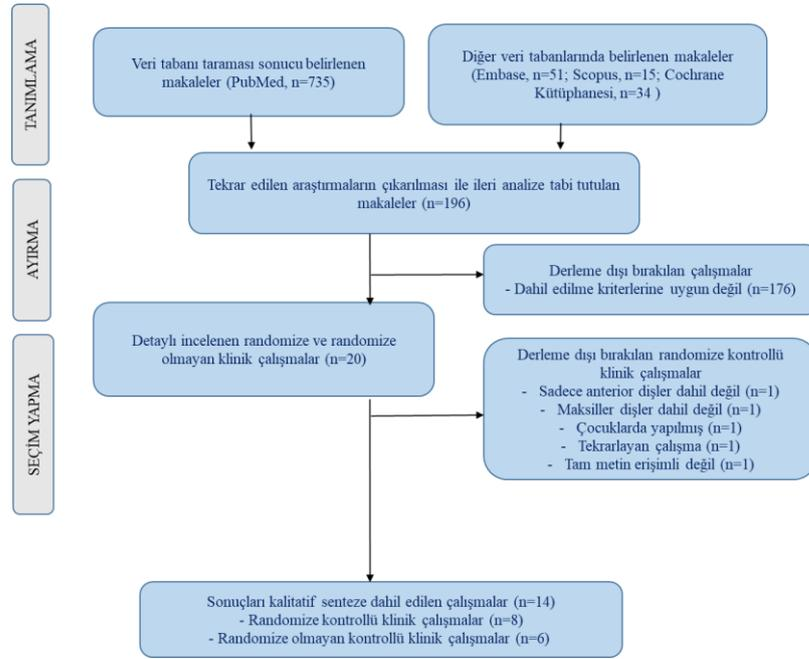 TANIMLAMA
Veri tabanı taraması sonucu belirlenen
makaleler (PubMed, n=735)
Diğer veri tabanlarında belirlenen makaleler
(Embase, n=51; Scopus, n=15; Cochrane
Kütüphanesi, n=34 )
Tekrar edilen araştırmaların çıkarılması ile ileri analize tabi tutulan
makaleler (n=196)
AYIRMA
Derleme dışı bırakılan çalışmalar
- Dahil edilme kriterlerine uygun değil (n=176)
Detaylı incelenen randomize ve randomize
olmayan klinik çalışmalar (n=20)
SEÇİM YAPMA
Derleme dışı bırakılan randomize kontrollü
klinik çalışmalar
- Sadece anterior dişler dahil değil (n=1)
- Maksiller dişler dahil değil (n=1)
- Çocuklarda yapılmış (n=1)
- Tekrarlayan çalışma (n=1)
- Tam metin erişimli değil (n=1)
Sonuçları kalitatif senteze dahil edilen çalışmalar (n=14)
- Randomize kontrollü klinik çalışmalar (n=8)
- Randomize olmayan kontrollü klinik çalışmalar (n=6)